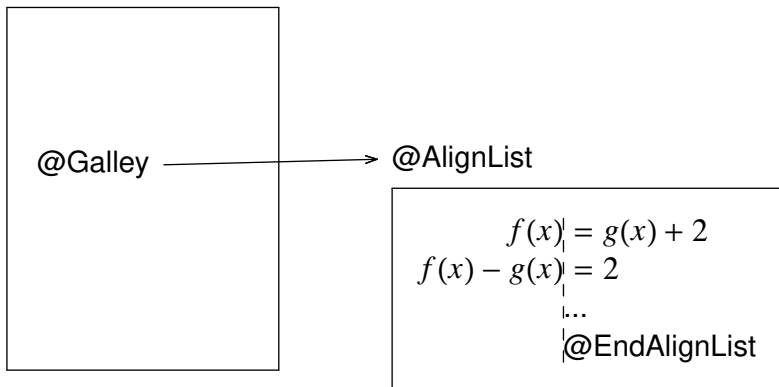 @Galley
@AlignList
f(x) = g(x) + 2
f(x) − g(x) = 2
...
@EndAlignList